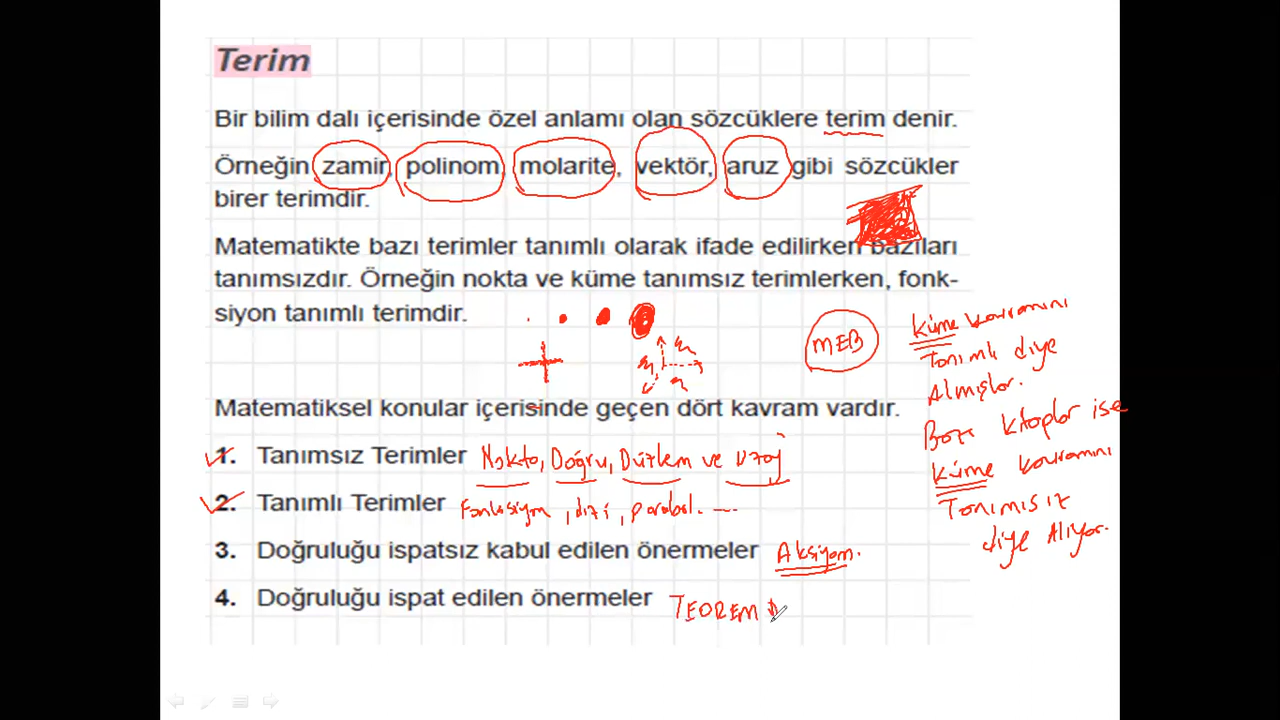 Terim
Bir bilim dalı içerisinde özel anlamı olan sözcüklere terim denir.
Örneğin zamir, polinom, molarite, vektör, aruz gibi sözcükler
birer terimdir.
Matematikte bazı terimler tanımlı olarak ifade edilirken bazıları
tanımsızdır. Örneğin nokta ve küme tanımsız terimlerken, fonk-
siyon tanımlı terimdir.
MEB
Küme kavramını
Tanımlı diye
Almışlar.
Bazı kitaplar ise
Küme kavramını
Tanımsız
diye Alıyor.
Matematiksel konular içerisinde geçen dört kavram vardır.
1. Tanımsız Terimler Nokta, Doğru, Düzlem ve Uzay
2. Tanımlı Terimler Fonksiyon, dizi, parabol. ---
3. Doğruluğu ispatsız kabul edilen önermeler Aksiyom.
4. Doğruluğu ispat edilen önermeler TEOREM